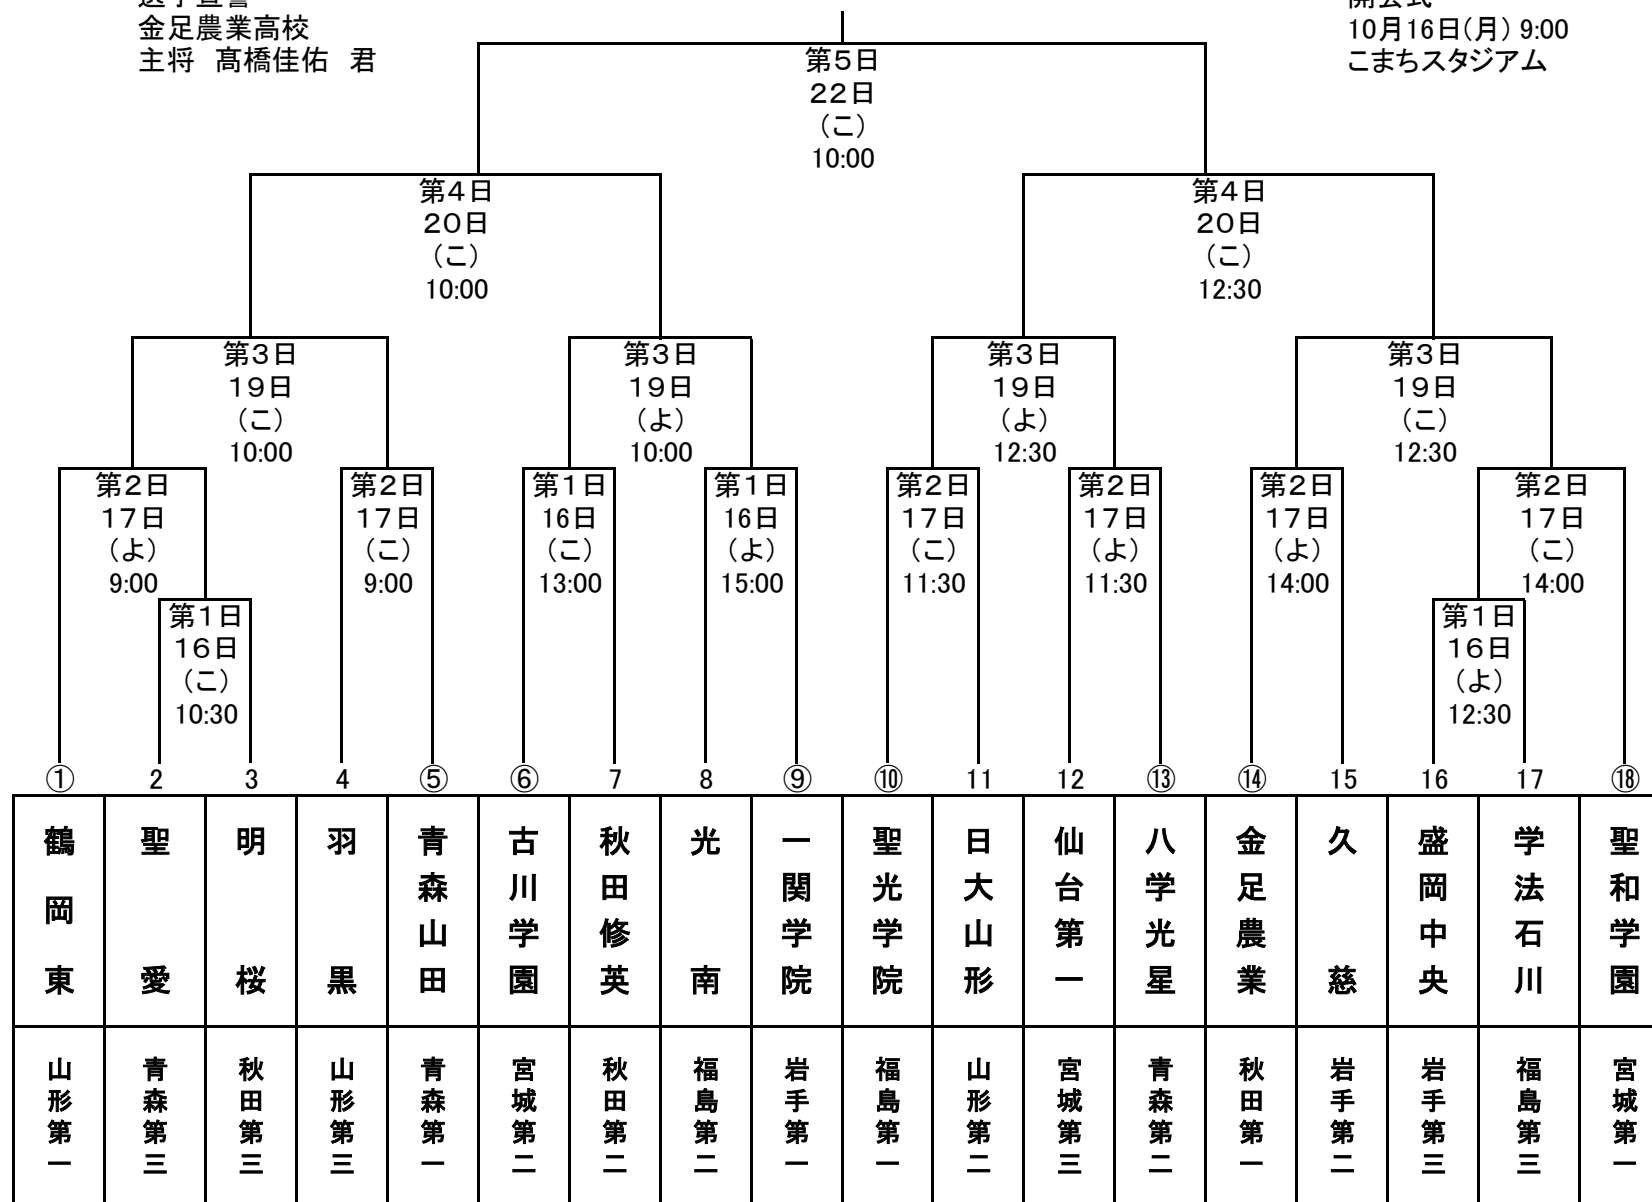 金足農業高校
主将　髙橋佳佑　君
10月16日(月) 9:00
こまちスタジアム
第5日
22日
(こ)
10:00
第4日
20日
(こ)
10:00
第4日
20日
(こ)
12:30
第3日
19日
(こ)
10:00
第3日
19日
(よ)
10:00
第3日
19日
(よ)
12:30
第3日
19日
(こ)
12:30
第2日
17日
(よ)
9:00
第2日
17日
(こ)
9:00
第1日
16日
(こ)
13:00
第1日
16日
(よ)
15:00
第2日
17日
(こ)
11:30
第2日
17日
(よ)
11:30
第2日
17日
(よ)
14:00
第2日
17日
(こ)
14:00
第1日
16日
(こ)
10:30
第1日
16日
(よ)
12:30
① 2 3 4 ⑤ ⑥ 7 8 ⑨ ⑩ 11 12 ⑬ ⑭ 15 16 17 ⑱
鶴岡東
聖愛
明桜
羽黒
青森山田
古川学園
秋田修英
光南
一関学院
聖光学院
日大山形
仙台第一
八学光星
金足農業
久慈
盛岡中央
学法石川
聖和学園
山形第一
青森第三
秋田第三
山形第三
青森第一
宮城第二
秋田第二
福島第二
岩手第一
福島第一
山形第二
宮城第三
青森第二
秋田第一
岩手第二
岩手第三
福島第三
宮城第一